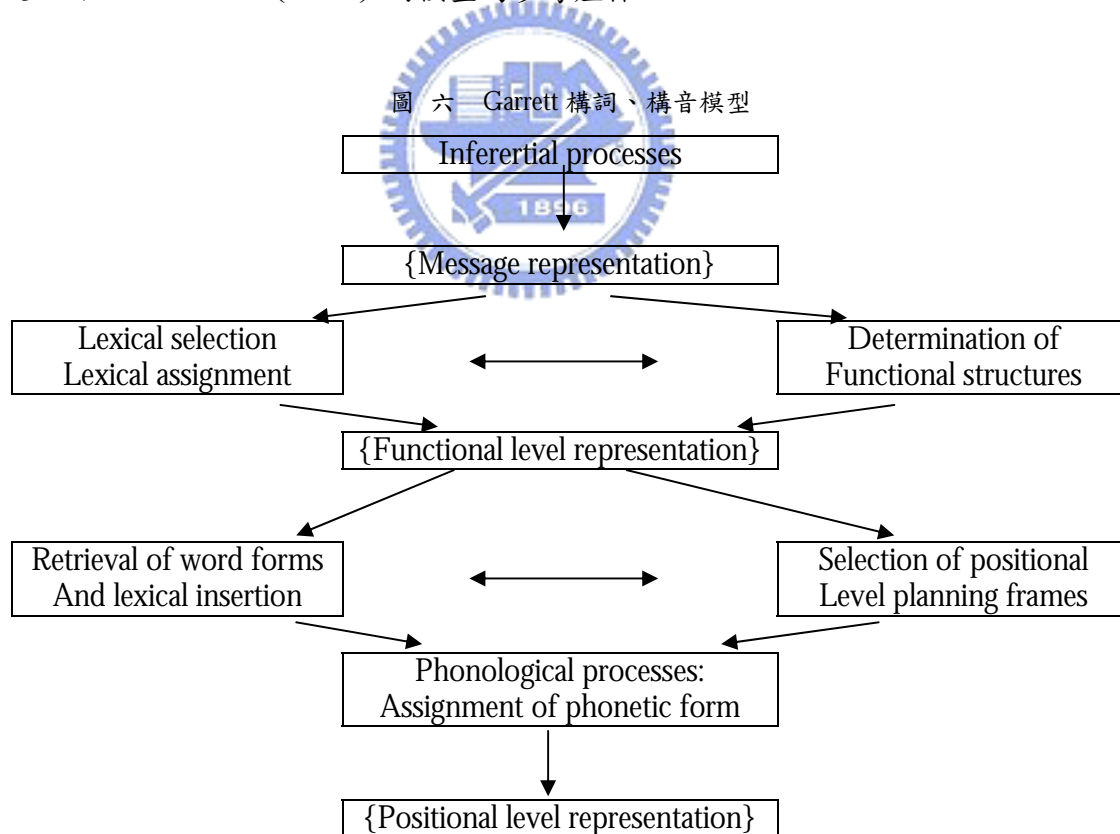 圖 六 Garrett 構詞、構音模型
Inferertial processes
1896
{Message representation}
Lexical selection
Lexical assignment
Determination of
Functional structures
{Functional level representation}
Retrieval of word forms
And lexical insertion
Selection of positional
Level planning frames
Phonological processes:
Assignment of phonetic form
{Positional level representation}